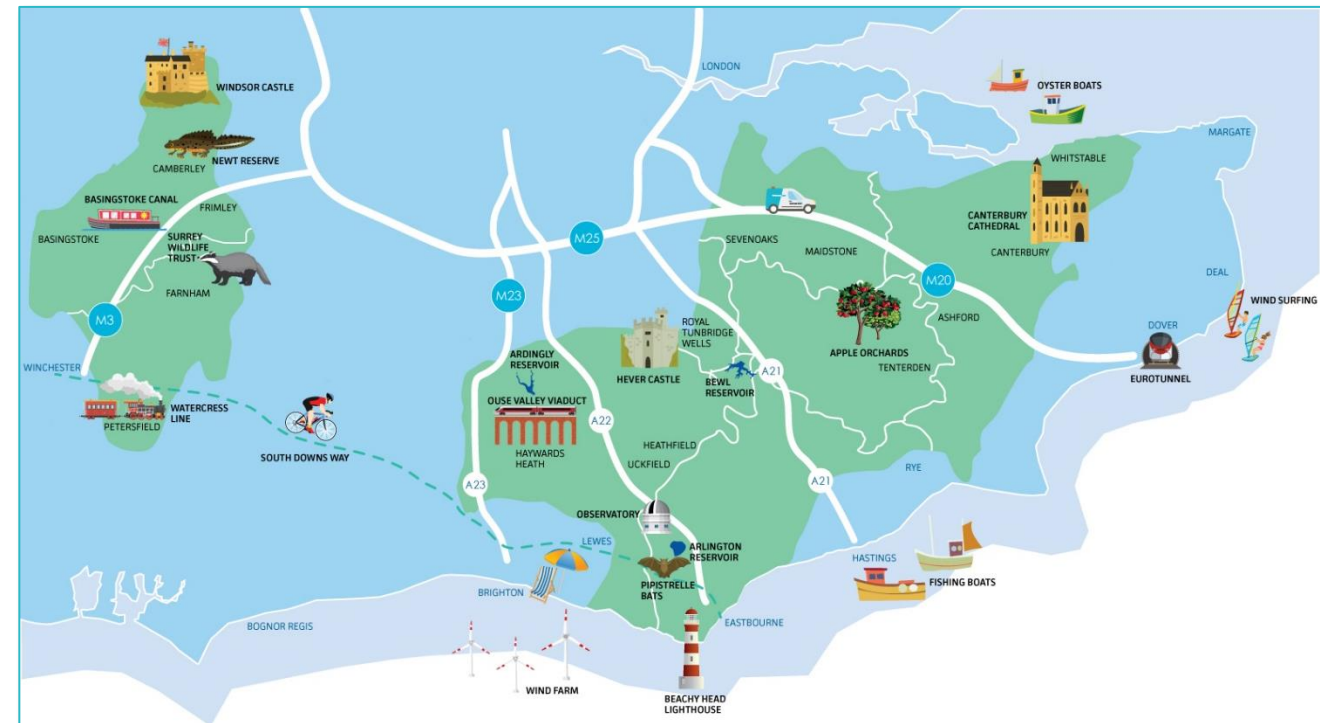 LONDON
OYSTER BOATS
WINDSOR CASTLE
MARGATE
NEWT RESERVE
CAMBERLEY
WHITSTABLE
BASINGSTOKE CANAL
FRIMLEY
CANTERBURY
CATHEDRAL
BASINGSTOKE
SURREY
WILDLIFE
TRUST
M25
SEVENOAKS
MAIDSTONE
CANTERBURY
FARNHAM
M23
M20
DEAL
WIND SURFING
M3
ROYAL
TUNBRIDGE
WELLS
ASHFORD
DOVER
ARDINGLY
RESERVOIR
APPLE ORCHARDS
WINCHESTER
HEVER CASTLE
BEWL
RESERVOIR
A21
TENTERDEN
EUROTUNNEL
OUSE VALLEY VIADUCT
WATERCRESS
LINE
PETERSFIELD
A22
HEATHFIELD
HAYWARDS
HEATH
SOUTH DOWNS WAY
UCKFIELD
RYE
A23
A21
OBSERVATORY
LEWES
ARLINGTON
RESERVOIR
HASTINGS
FISHING BOATS
PIPISTRELLE
BATS
BRIGHTON
BOGNOR REGIS
EASTBOURNE
WIND FARM
BEACHY HEAD
LIGHTHOUSE